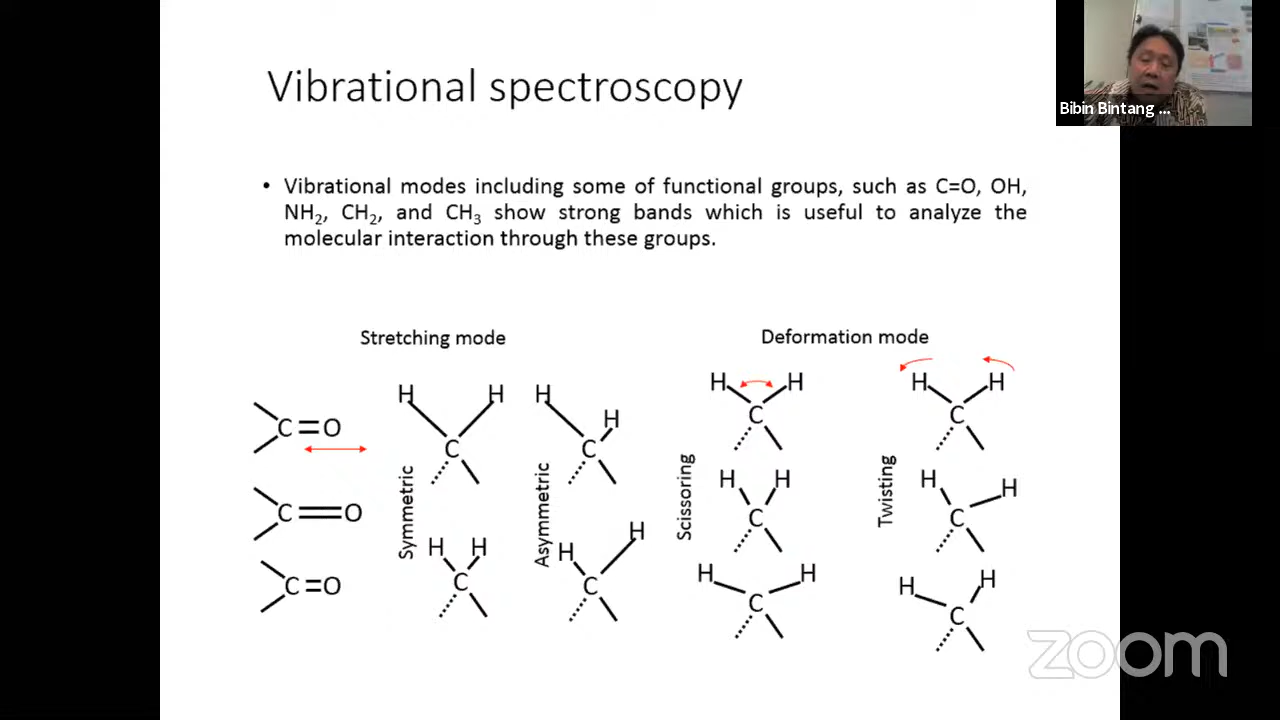 Vibrational spectroscopy
Bibin Bintang ...
• Vibrational modes including some of functional groups, such as C=O, OH,
NH₂, CH₂, and CH₃ show strong bands which is useful to analyze the
molecular interaction through these groups.
Stretching mode
Deformation mode
C=O
C=O
C=O
Symmetric
H H
C
H H
C
Asymmetric
H
H
C
H
H
C
Scissoring
H H
C
H H
C
H H
C
Twisting
H H
C
H
H
C
H
H
C
zoom